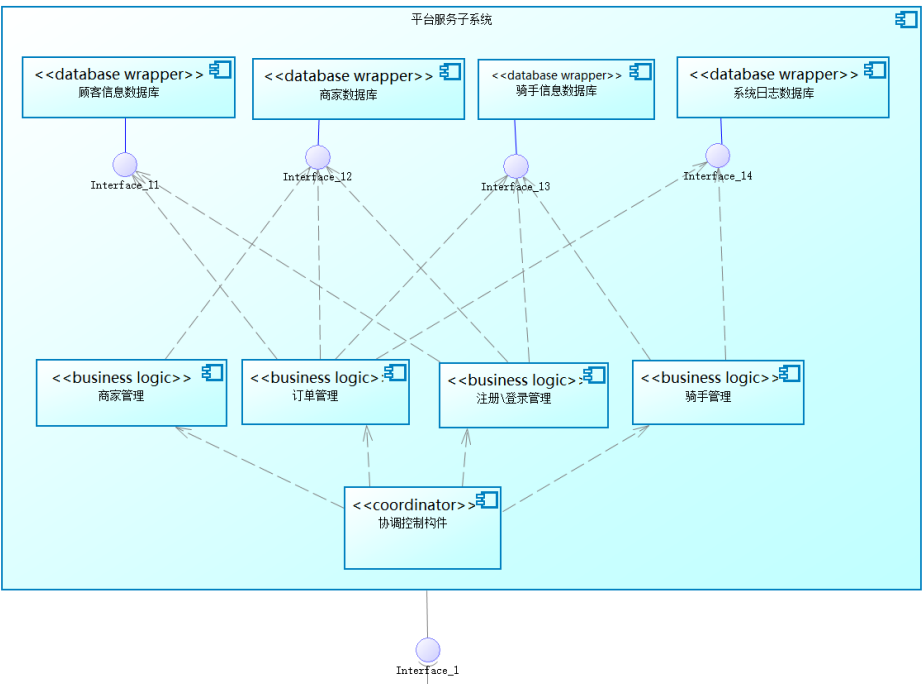 平台服务子系统
<<database wrapper>>
顾客信息数据库
<<database wrapper>>
商家数据库
<<database wrapper>>
骑手信息数据库
<<database wrapper>>
系统日志数据库
Interface_11
Interface_12
Interface_13
Interface_14
<<business logic>>
商家管理
<<business logic>
订单管理
<<business logic>
注册\登录管理
<<business logic>>
骑手管理
<<coordinator>>
协调控制构件
Interface_1